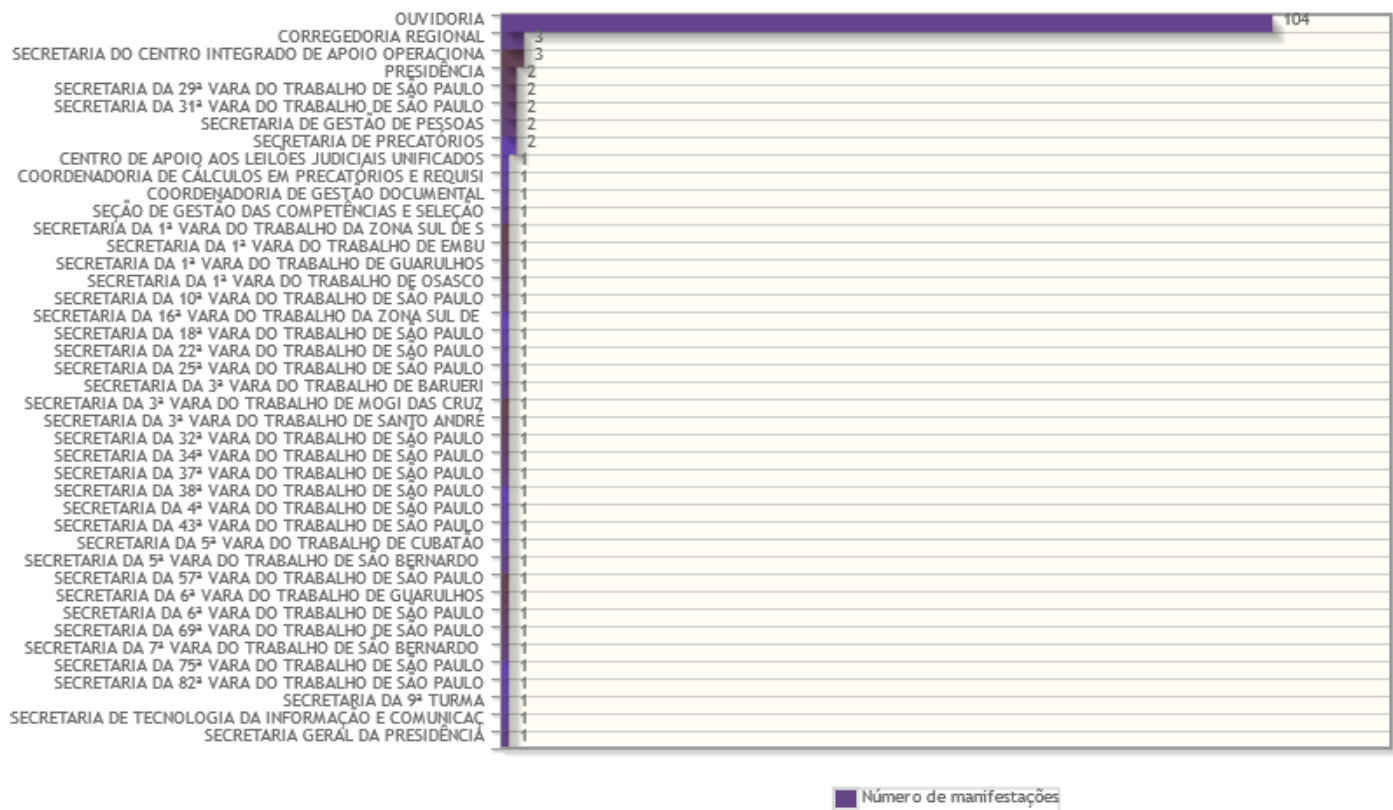 OUVIDORIA 104
CORREGEDORIA REGIONAL 3
SECRETARIA DO CENTRO INTEGRADO DE APOIO OPERACIONA 3
PRESIDÊNCIA 2
SECRETARIA DA 29ª VARA DO TRABALHO DE SÃO PAULO 2
SECRETARIA DA 31ª VARA DO TRABALHO DE SÃO PAULO 2
SECRETARIA DE GESTÃO DE PESSOAS 2
SECRETARIA DE PRECATÓRIOS 2
CENTRO DE APOIO AOS LEILÕES JUDICIAIS UNIFICADOS 1
COORDENADORIA DE CÁLCULOS EM PRECATÓRIOS E REQUISI 1
COORDENADORIA DE GESTÃO DOCUMENTAL 1
SEÇÃO DE GESTÃO DAS COMPETÊNCIAS E SELEÇÃO 1
SECRETARIA DA 1ª VARA DO TRABALHO DA ZONA SUL DE S 1
SECRETARIA DA 1ª VARA DO TRABALHO DE EMBU 1
SECRETARIA DA 1ª VARA DO TRABALHO DE GUARULHOS 1
SECRETARIA DA 1ª VARA DO TRABALHO DE OSASCO 1
SECRETARIA DA 10ª VARA DO TRABALHO DE SÃO PAULO 1
SECRETARIA DA 16ª VARA DO TRABALHO DA ZONA SUL DE 1
SECRETARIA DA 18ª VARA DO TRABALHO DE SÃO PAULO 1
SECRETARIA DA 22ª VARA DO TRABALHO DE SÃO PAULO 1
SECRETARIA DA 25ª VARA DO TRABALHO DE SÃO PAULO 1
SECRETARIA DA 3ª VARA DO TRABALHO DE BARUERI 1
SECRETARIA DA 3ª VARA DO TRABALHO DE MOGI DAS CRUZ 1
SECRETARIA DA 3ª VARA DO TRABALHO DE SANTO ANDRÉ 1
SECRETARIA DA 32ª VARA DO TRABALHO DE SÃO PAULO 1
SECRETARIA DA 34ª VARA DO TRABALHO DE SÃO PAULO 1
SECRETARIA DA 37ª VARA DO TRABALHO DE SÃO PAULO 1
SECRETARIA DA 38ª VARA DO TRABALHO DE SÃO PAULO 1
SECRETARIA DA 4ª VARA DO TRABALHO DE SÃO PAULO 1
SECRETARIA DA 43ª VARA DO TRABALHO DE SÃO PAULO 1
SECRETARIA DA 5ª VARA DO TRABALHO DE CUBATÃO 1
SECRETARIA DA 5ª VARA DO TRABALHO DE SÃO BERNARDO 1
SECRETARIA DA 57ª VARA DO TRABALHO DE SÃO PAULO 1
SECRETARIA DA 6ª VARA DO TRABALHO DE GUARULHOS 1
SECRETARIA DA 6ª VARA DO TRABALHO DE SÃO PAULO 1
SECRETARIA DA 69ª VARA DO TRABALHO DE SÃO PAULO 1
SECRETARIA DA 7ª VARA DO TRABALHO DE SÃO BERNARDO 1
SECRETARIA DA 75ª VARA DO TRABALHO DE SÃO PAULO 1
SECRETARIA DA 82ª VARA DO TRABALHO DE SÃO PAULO 1
SECRETARIA DA 9ª TURMA 1
SECRETARIA DE TECNOLOGIA DA INFORMAÇÃO E COMUNICAÇ 1
SECRETARIA GERAL DA PRESIDÊNCIA 1
Número de manifestações